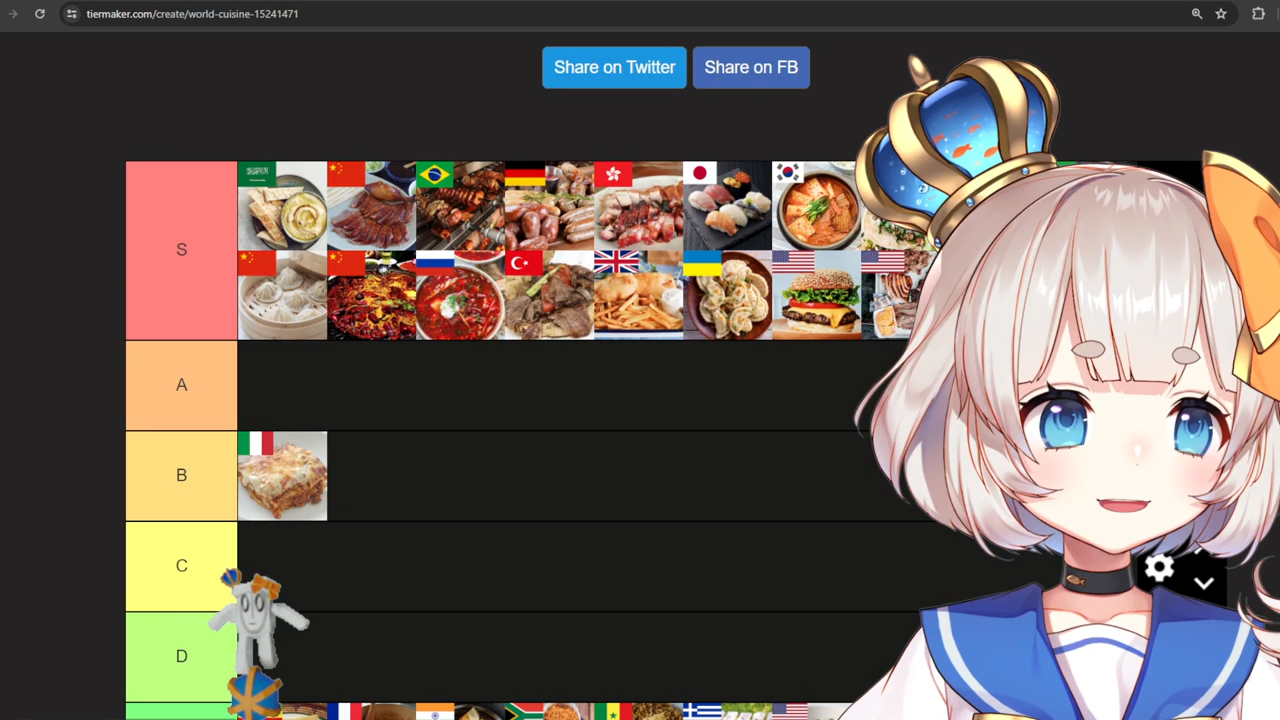 tiermaker.com/create/world-cuisine-15241471
Share on Twitter
Share on FB
S
A
B
C
D